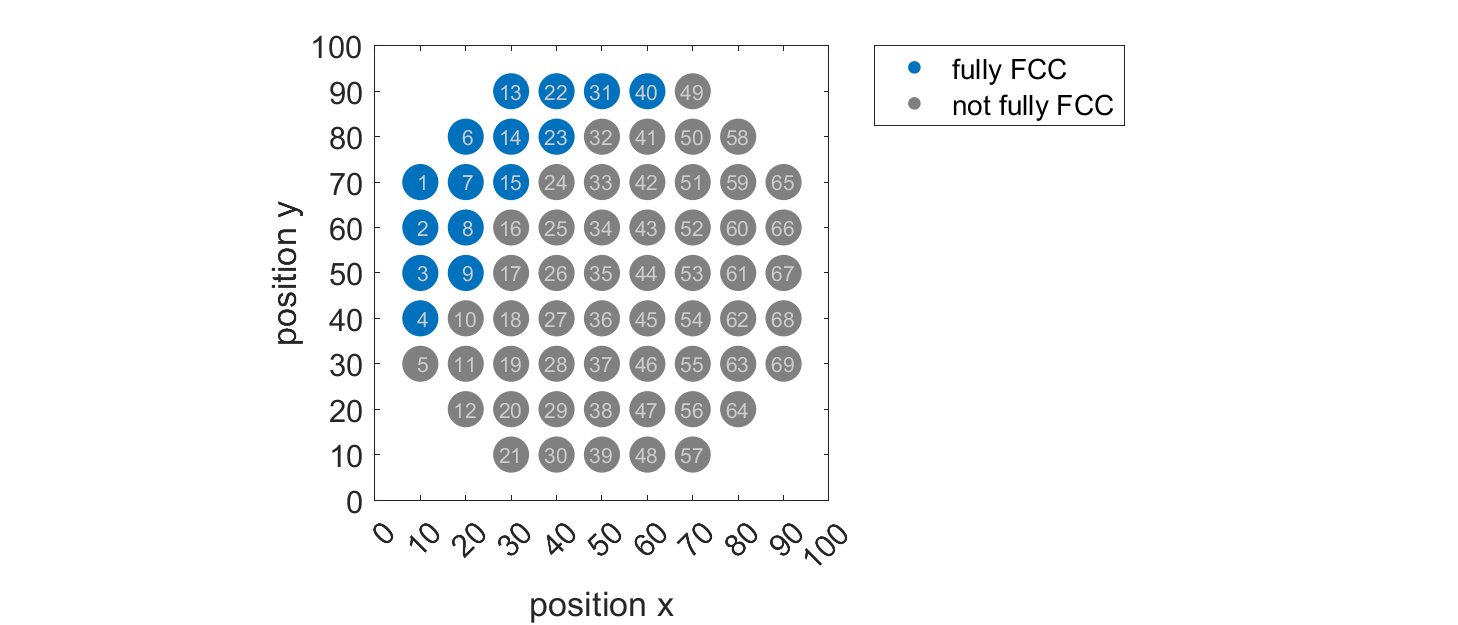 100
fully FCC
90 13 22 31 40 49
not fully FCC
80 6 14 23 32 41 50 58
70 1 7 15 24 33 42 51 59 65
60 2 8 16 25 34 43 52 60 66
50 3 9 17 26 35 44 53 61 67
40 4 10 18 27 36 45 54 62 68
30 5 11 19 28 37 46 55 63 69
20 12 20 29 38 47 56 64
10 21 30 39 48 57
0
position y
0 10 20 30 40 50 60 70 80 90 100
position x